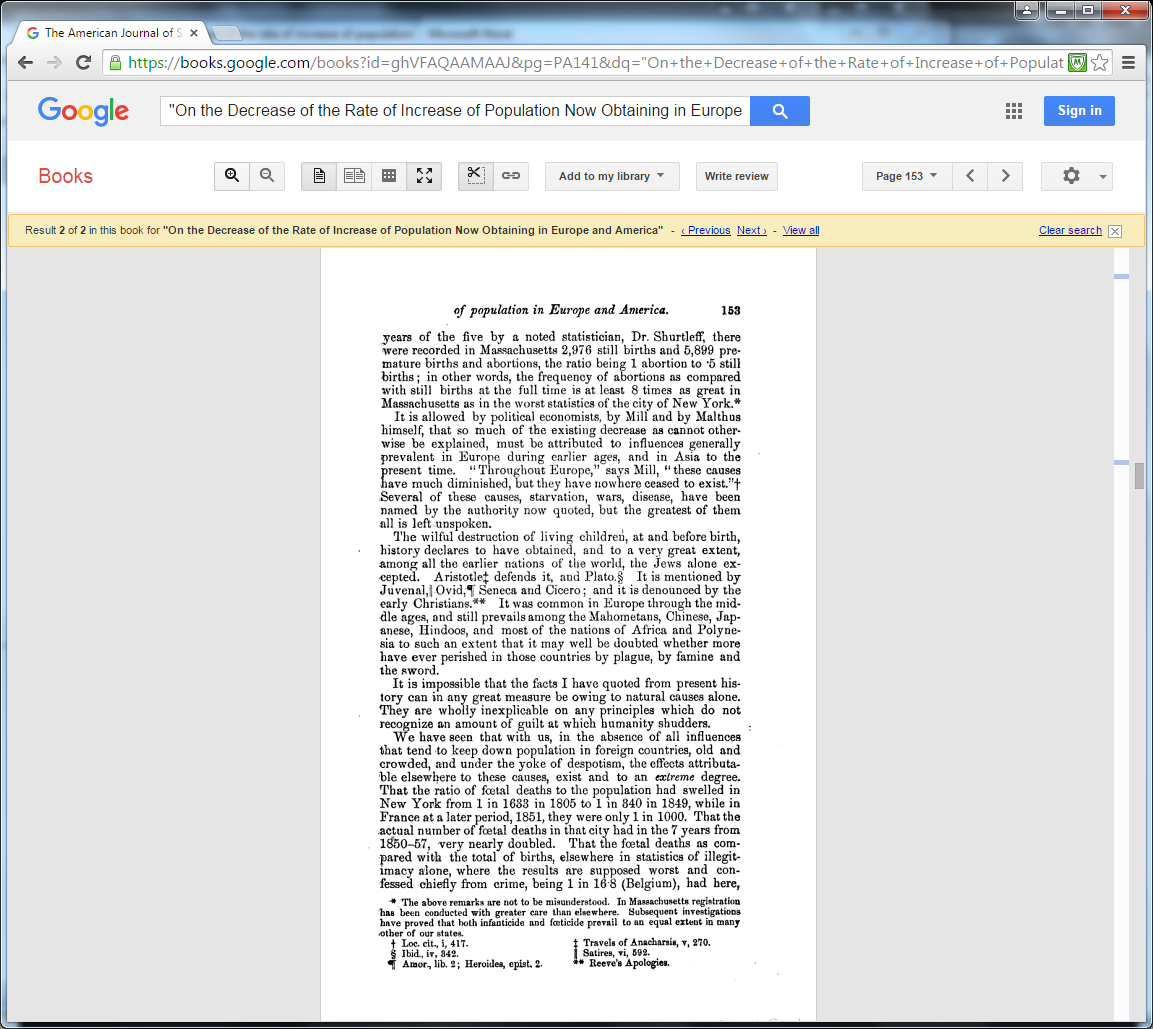 The American Journal of S
https://books.google.com/books?id=ghVFAQAAMAAJ&pg=PA141&dq="On+the+Decrease+of+the+Rate+of+Increase+of+Populat
Google
"On the Decrease of the Rate of Increase of Population Now Obtaining in Europe
Sign in
Books
Add to my library
Write review
Page 153
Result 2 of 2 in this book for "On the Decrease of the Rate of Increase of Population Now Obtaining in Europe and America" - ‹ Previous Next › - View all
Clear search
of population in Europe and America. 153
years of the five by a noted statistician, Dr. Shurtleff, there
were recorded in Massachusetts 2,976 still births and 5,899 pre-
mature births and abortions, the ratio being 1 abortion to ·5 still
births; in other words, the frequency of abortions as compared
with still births at the full time is at least 8 times as great in
Massachusetts as in the worst statistics of the city of New York.*
It is allowed by political economists, by Mill and by Malthus
himself, that so much of the existing decrease as cannot other-
wise be explained, must be attributed to influences generally
prevalent in Europe during earlier ages, and in Asia to the
present time. "Throughout Europe," says Mill, "these causes
have much diminished, but they have nowhere ceased to exist."†
Several of these causes, starvation, wars, disease, have been
named by the authority now quoted, but the greatest of them
all is left unspoken.
The wilful destruction of living children, at and before birth,
history declares to have obtained, and to a very great extent,
among all the earlier nations of the world, the Jews alone ex-
cepted. Aristotle‡ defends it, and Plato.§ It is mentioned by
Juvenal,‖ Ovid,¶ Seneca and Cicero; and it is denounced by the
early Christians.** It was common in Europe through the mid-
dle ages, and still prevails among the Mahometans, Chinese, Jap-
anese, Hindoos, and most of the nations of Africa and Polyne-
sia to such an extent that it may well be doubted whether more
have ever perished in those countries by plague, by famine and
the sword.
It is impossible that the facts I have quoted from present his-
tory can in any great measure be owing to natural causes alone.
They are wholly inexplicable on any principles which do not
recognize an amount of guilt at which humanity shudders.
We have seen that with us, in the absence of all influences
that tend to keep down population in foreign countries, old and
crowded, and under the yoke of despotism, the effects attributa-
ble elsewhere to these causes, exist and to an extreme degree.
That the ratio of fœtal deaths to the population had swelled in
New York from 1 in 1633 in 1805 to 1 in 340 in 1849, while in
France at a later period, 1851, they were only 1 in 1000. That the
actual number of fœtal deaths in that city had in the 7 years from
1850–57, very nearly doubled. That the fœtal deaths as com-
pared with the total of births, elsewhere in statistics of illegit-
imacy alone, where the results are supposed worst and con-
fessed chiefly from crime, being 1 in 16·8 (Belgium), had here,
* The above remarks are not to be misunderstood. In Massachusetts registration
has been conducted with greater care than elsewhere. Subsequent investigations
have proved that both infanticide and fœticide prevail to an equal extent in many
other of our states.
† Loc. cit., i, 417. ‡ Travels of Anacharsis, v, 270.
§ Ibid., iv, 342. ‖ Satires, vi, 592.
¶ Amor., lib. 2; Heroides, epist. 2. ** Reeve's Apologies.